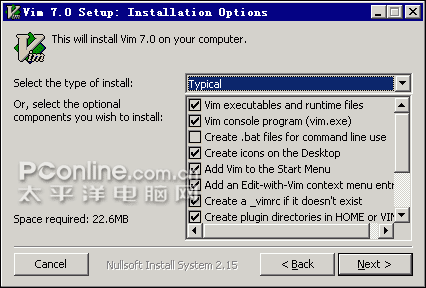 Vim 7.0 Setup: Installation Options
Vim
This will install Vim 7.0 on your computer.
Select the type of install:
Typical
Or, select the optional
components you wish to install:
Vim executables and runtime files
Vim console program (vim.exe)
Create .bat files for command line use
Create icons on the Desktop
Add Vim to the Start Menu
Add an Edit-with-Vim context menu entr
Create a _vimrc if it doesn't exist
Create plugin directories in HOME or VIM
PConline.com.cn
太平洋电脑网
Space required: 22.6MB
Cancel
Nullsoft Install System 2.15
< Back
Next >